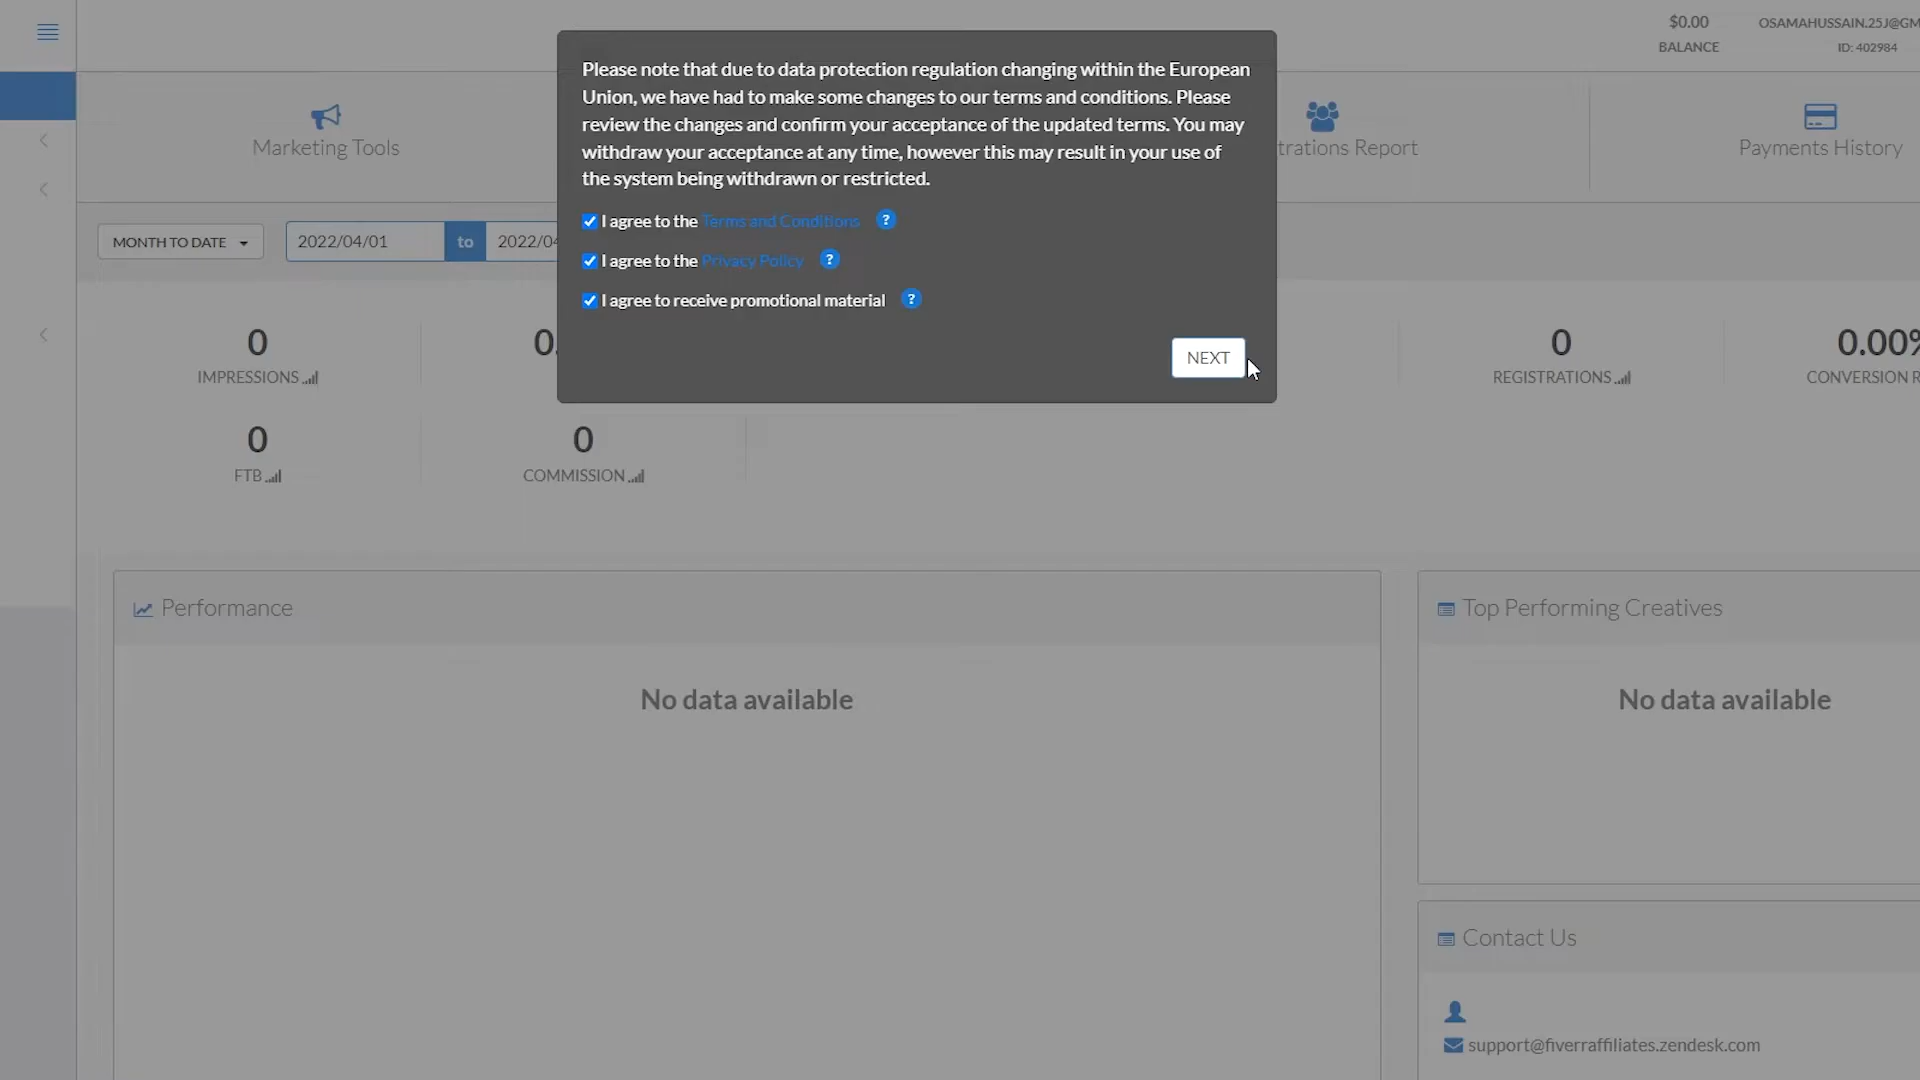 $0.00
BALANCE
OSAMAHUSSAIN.25J@GM
ID: 402984
Marketing Tools
trations Report
Payments History
Please note that due to data protection regulation changing within the European
Union, we have had to make some changes to our terms and conditions. Please
review the changes and confirm your acceptance of the updated terms. You may
withdraw your acceptance at any time, however this may result in your use of
the system being withdrawn or restricted.
I agree to the Terms and Conditions ?
I agree to the Privacy Policy ?
I agree to receive promotional material ?
NEXT
MONTH TO DATE
2022/04/01 to 2022/04
0
IMPRESSIONS
0.
0
REGISTRATIONS
0.00%
CONVERSION R
0
FTB
0
COMMISSION
Performance
No data available
Top Performing Creatives
No data available
Contact Us
support@fiverraffiliates.zendesk.com